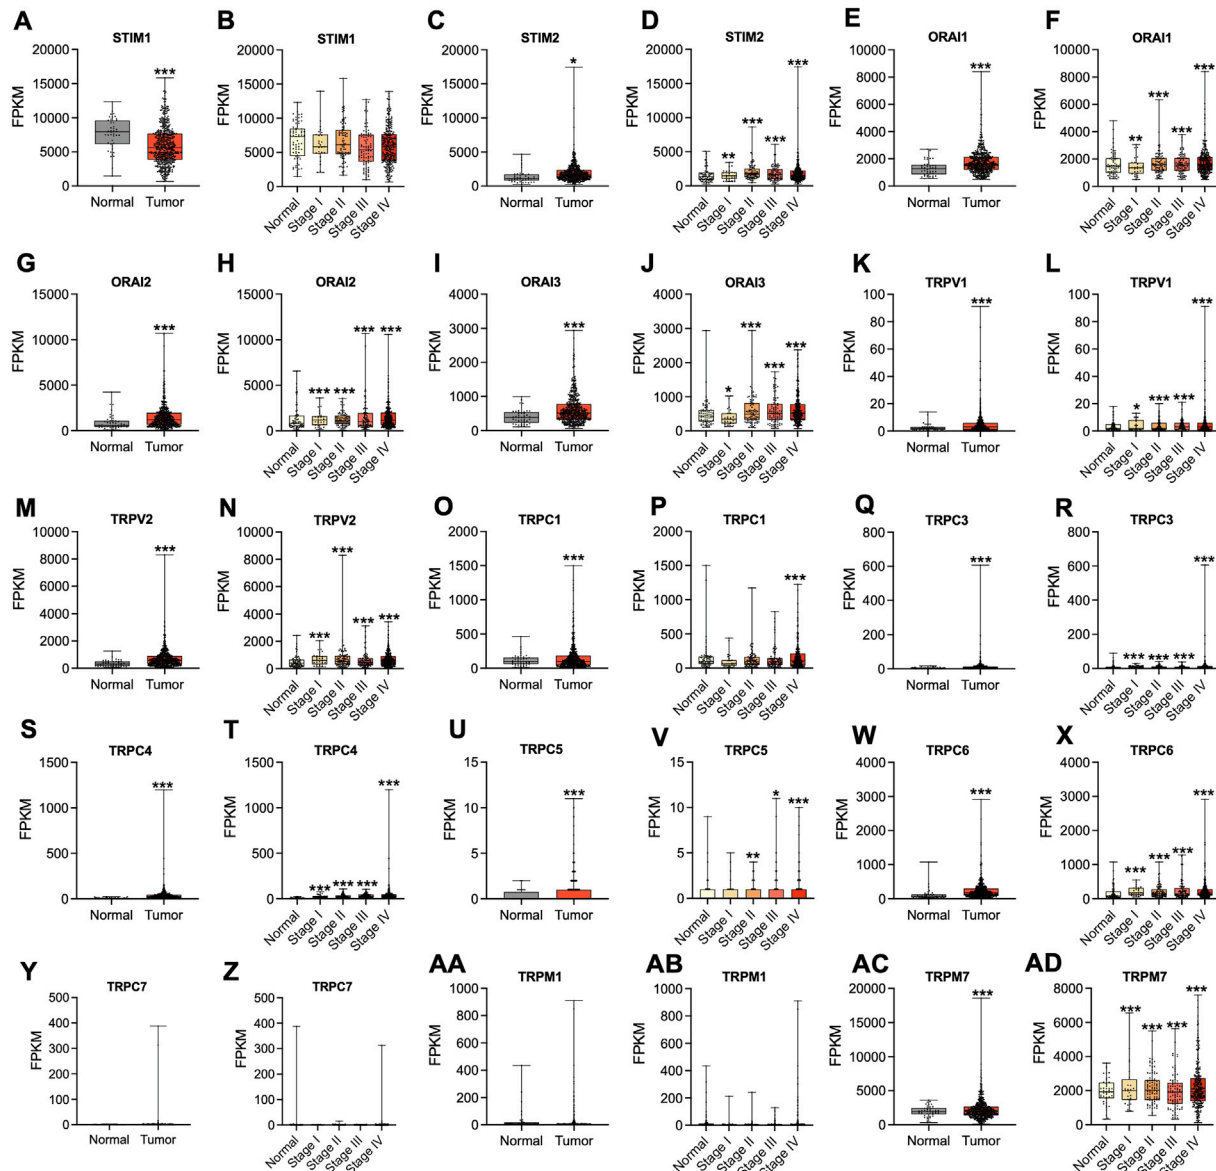 A
STIM1
FPKM
20000
15000
10000
5000
0
***
Normal
Tumor
B
STIM1
FPKM
20000
15000
10000
5000
0
Normal
Stage I
Stage II
Stage III
Stage IV
C
STIM2
FPKM
20000
15000
10000
5000
0
*
Normal
Tumor
D
STIM2
FPKM
20000
15000
10000
5000
0
**
***
***
***
Normal
Stage I
Stage II
Stage III
Stage IV
E
ORAI1
FPKM
10000
8000
6000
4000
2000
0
***
Normal
Tumor
F
ORAI1
FPKM
10000
8000
6000
4000
2000
0
**
***
***
***
Normal
Stage I
Stage II
Stage III
Stage IV
G
ORAI2
FPKM
15000
10000
5000
0
***
Normal
Tumor
H
ORAI2
FPKM
15000
10000
5000
0
***
***
***
***
Normal
Stage I
Stage II
Stage III
Stage IV
I
ORAI3
FPKM
4000
3000
2000
1000
0
***
Normal
Tumor
J
ORAI3
FPKM
4000
3000
2000
1000
0
*
***
***
***
Normal
Stage I
Stage II
Stage III
Stage IV
K
TRPV1
FPKM
100
80
60
40
20
0
***
Normal
Tumor
L
TRPV1
FPKM
100
80
60
40
20
0
*
***
***
***
Normal
Stage I
Stage II
Stage III
Stage IV
M
TRPV2
FPKM
10000
8000
6000
4000
2000
0
***
Normal
Tumor
N
TRPV2
FPKM
10000
8000
6000
4000
2000
0
***
***
***
***
Normal
Stage I
Stage II
Stage III
Stage IV
O
TRPC1
FPKM
2000
1500
1000
500
0
***
Normal
Tumor
P
TRPC1
FPKM
2000
1500
1000
500
0
***
Normal
Stage I
Stage II
Stage III
Stage IV
Q
TRPC3
FPKM
800
600
400
200
0
***
Normal
Tumor
R
TRPC3
FPKM
800
600
400
200
0
***
***
***
***
Normal
Stage I
Stage II
Stage III
Stage IV
S
TRPC4
FPKM
1500
1000
500
0
***
Normal
Tumor
T
TRPC4
FPKM
1500
1000
500
0
***
***
***
***
Normal
Stage I
Stage II
Stage III
Stage IV
U
TRPC5
FPKM
15
10
5
0
***
Normal
Tumor
V
TRPC5
FPKM
15
10
5
0
**
*
***
Normal
Stage I
Stage II
Stage III
Stage IV
W
TRPC6
FPKM
4000
3000
2000
1000
0
***
Normal
Tumor
X
TRPC6
FPKM
4000
3000
2000
1000
0
***
***
***
***
Normal
Stage I
Stage II
Stage III
Stage IV
Y
TRPC7
FPKM
500
400
300
200
100
0
Normal
Tumor
Z
TRPC7
FPKM
500
400
300
200
100
0
Normal
Stage I
Stage II
Stage III
Stage IV
AA
TRPM1
FPKM
1000
800
600
400
200
0
Normal
Tumor
AB
TRPM1
FPKM
1000
800
600
400
200
0
Normal
Stage I
Stage II
Stage III
Stage IV
AC
TRPM7
FPKM
20000
15000
10000
5000
0
***
Normal
Tumor
AD
TRPM7
FPKM
8000
6000
4000
2000
0
***
***
***
***
Normal
Stage I
Stage II
Stage III
Stage IV